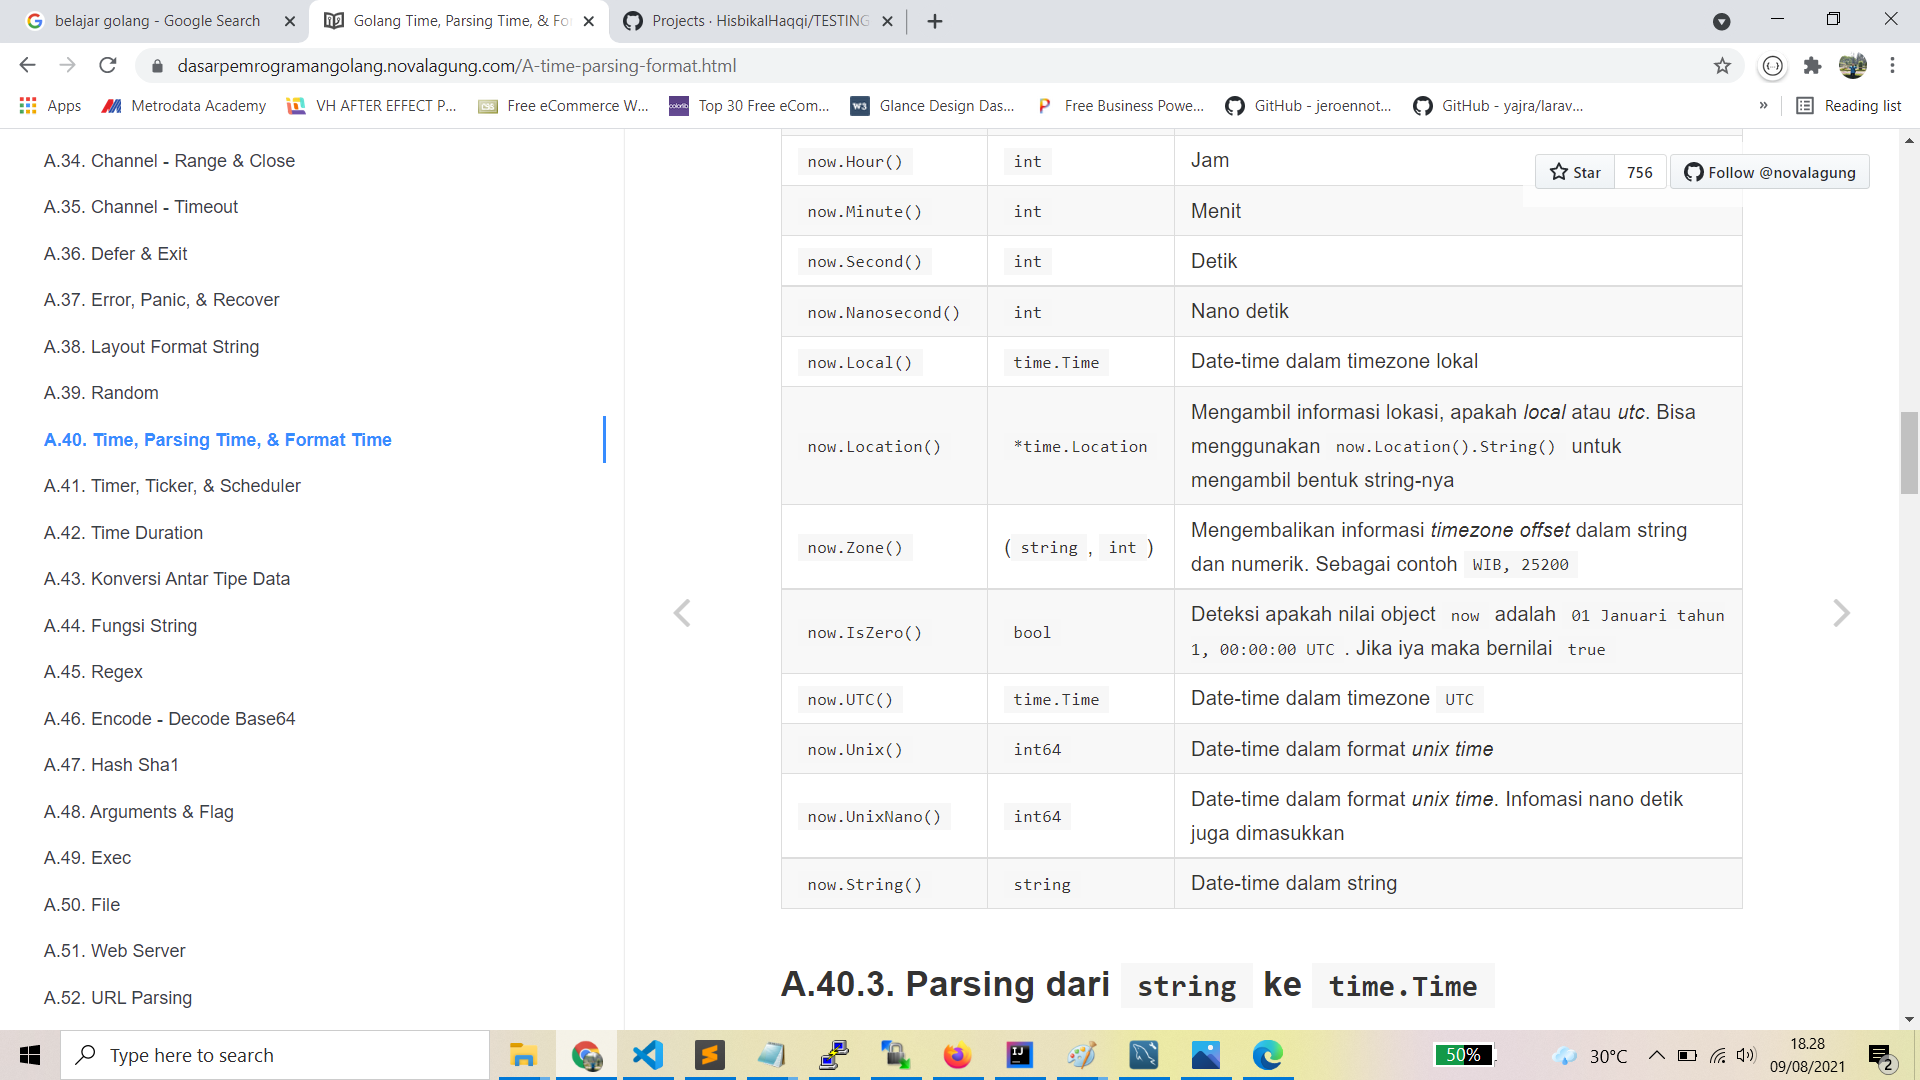 belajar golang - Google Search
Golang Time, Parsing Time, & Fo
Projects · HisbikalHaqqi/TESTING
dasarpemrogramangolang.novalagung.com/A-time-parsing-format.html
Apps
Metrodata Academy
VH AFTER EFFECT P...
Free eCommerce W...
Top 30 Free eCom...
Glance Design Das...
Free Business Powe...
GitHub - jeroennot...
GitHub - yajra/larav...
»
Reading list
A.34. Channel - Range & Close
A.35. Channel - Timeout
A.36. Defer & Exit
A.37. Error, Panic, & Recover
A.38. Layout Format String
A.39. Random
A.40. Time, Parsing Time, & Format Time
A.41. Timer, Ticker, & Scheduler
A.42. Time Duration
A.43. Konversi Antar Tipe Data
A.44. Fungsi String
A.45. Regex
A.46. Encode - Decode Base64
A.47. Hash Sha1
A.48. Arguments & Flag
A.49. Exec
A.50. File
A.51. Web Server
A.52. URL Parsing
Star 756
Follow @novalagung
now.Hour() int Jam
now.Minute() int Menit
now.Second() int Detik
now.Nanosecond() int Nano detik
now.Local() time.Time Date-time dalam timezone lokal
now.Location() *time.Location Mengambil informasi lokasi, apakah local atau utc. Bisa
menggunakan now.Location().String() untuk
mengambil bentuk string-nya
now.Zone() ( string , int ) Mengembalikan informasi timezone offset dalam string
dan numerik. Sebagai contoh WIB, 25200
now.IsZero() bool Deteksi apakah nilai object now adalah 01 Januari tahun
1, 00:00:00 UTC . Jika iya maka bernilai true
now.UTC() time.Time Date-time dalam timezone UTC
now.Unix() int64 Date-time dalam format unix time
now.UnixNano() int64 Date-time dalam format unix time. Infomasi nano detik
juga dimasukkan
now.String() string Date-time dalam string
A.40.3. Parsing dari string ke time.Time
Type here to search
50%
30°C
18.28
09/08/2021
2